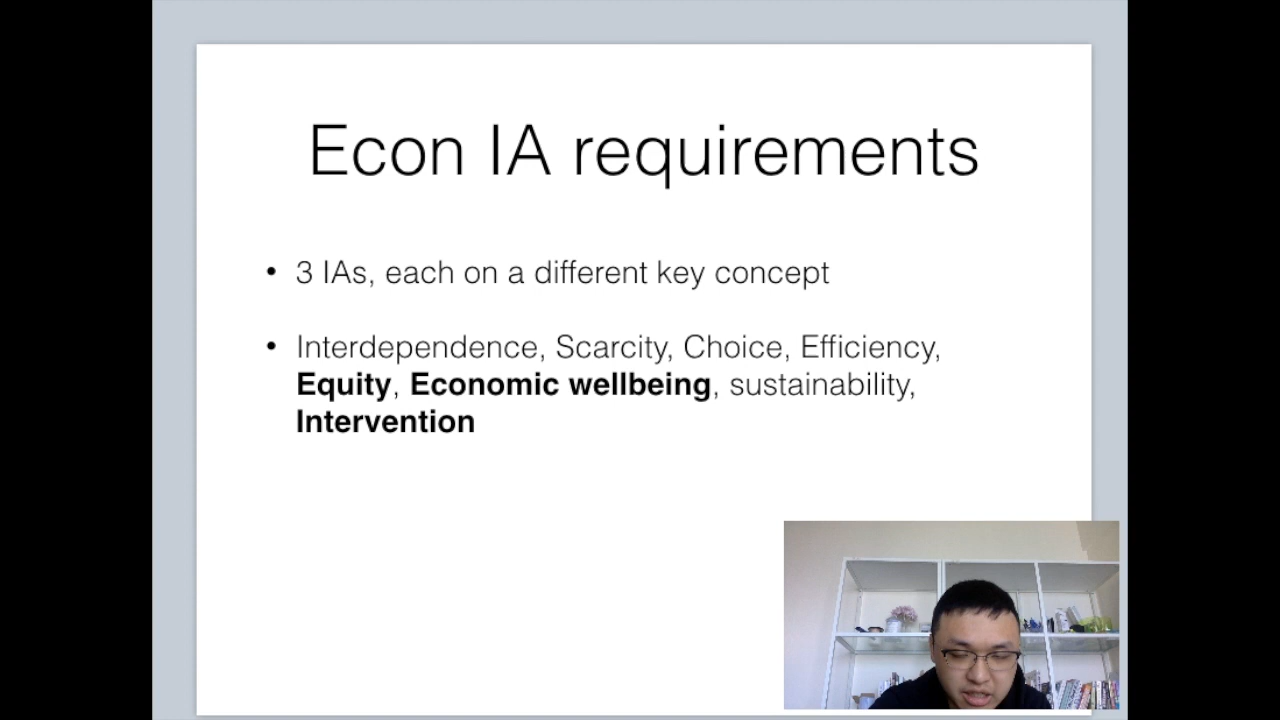 Econ IA requirements
• 3 IAs, each on a different key concept
• Interdependence, Scarcity, Choice, Efficiency,
Equity, Economic wellbeing, sustainability,
Intervention